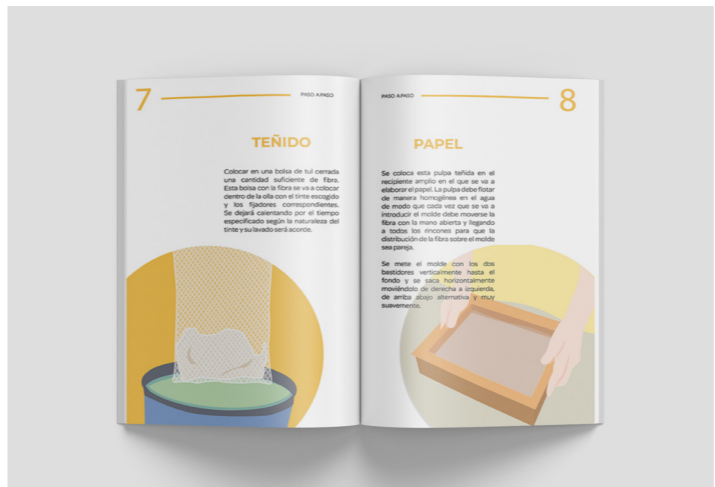 7
PASO A PASO
TEÑIDO
Colocar en una bolsa de tul cerrada
una cantidad suficiente de fibra.
Esta bolsa con la fibra se va a colocar
dentro de la olla con el tinte escogido
y los fijadores correspondientes.
Se dejará calentando por el tiempo
especificado según la naturaleza del
tinte y su lavado será acorde.
PASO A PASO
8
PAPEL
Se coloca esta pulpa teñida en el
recipiente amplio en el que se va a
elaborar el papel. La pulpa debe flotar
de manera homogénea en el agua
de modo que cada vez que se va a
introducir el molde debe moverse la
fibra con la mano abierta y llegando
a todos los rincones para que la
distribución de la fibra sobre el molde
sea pareja.
Se mete el molde con los dos
bastidores verticalmente hasta el
fondo y se saca horizontalmente
moviéndolo de derecha a izquierda,
de arriba abajo alternativa y muy
suavemente.